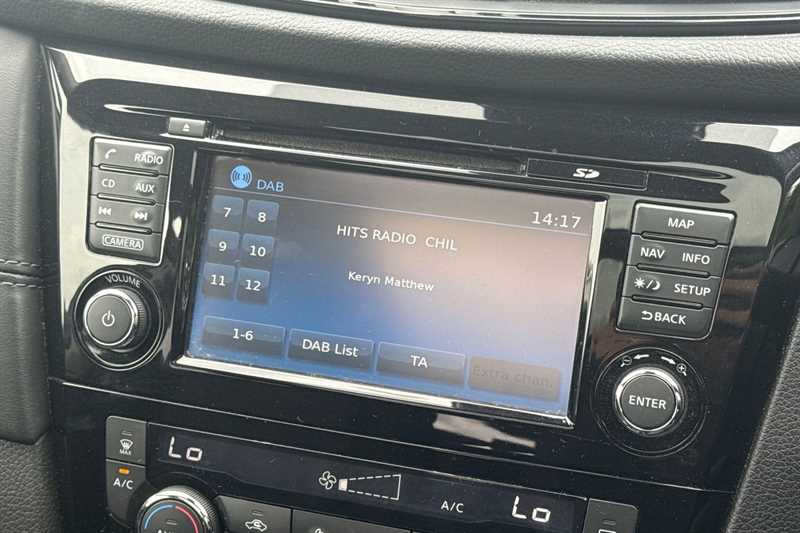 RADIO
CD AUX
CAMERA
VOLUME
DAB
14:17
7 8
9 10
11 12
HITS RADIO CHIL
Keryn Matthew
1-6
DAB List
TA
Extra chan.
SD
MAP
NAV INFO
SETUP
BACK
ENTER
MAX
A/C
Lo
A/C
Lo